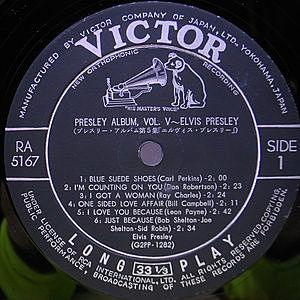 MANUFACTURED BY VICTOR COMPANY OF JAPAN, LTD. YOKOHAMA, JAPAN
VICTOR
NEW ORTHOPHONIC
RECORDING
"HIS MASTER'S VOICE"
PRESLEY ALBUM, VOL. V~ELVIS PRESLEY
(プレスリー・アルバム第5集/エルヴィス・プレスリー)
RA
5167
SIDE
1
1: BLUE SUEDE SHOES (Carl Perkins) - 2: 00
2: I'M COUNTING ON YOU (Don Robertson) - 2: 23
3: I GOT A WOMAN (Ray Charles) - 2: 24
4: ONE SIDED LOVE AFFAIR (Bill Campbell) - 2: 11
5: I LOVE YOU BECAUSE (Leon Payne) - 2: 41
6: JUST BECAUSE (Bob Shelton-Joe
Shelton-Sid Robin) - 2: 34
Elvis Presley
(G2PP-1282)
LONG 33 1/3 PLAY
UNDER LICENSE OF RCA INTERNATIONAL LTD. ALL RIGHTS RESERVED. COPYING,
PUBLIC PERFORMANCE, BROADCASTING OF THESE RECORDS FORBIDDEN.